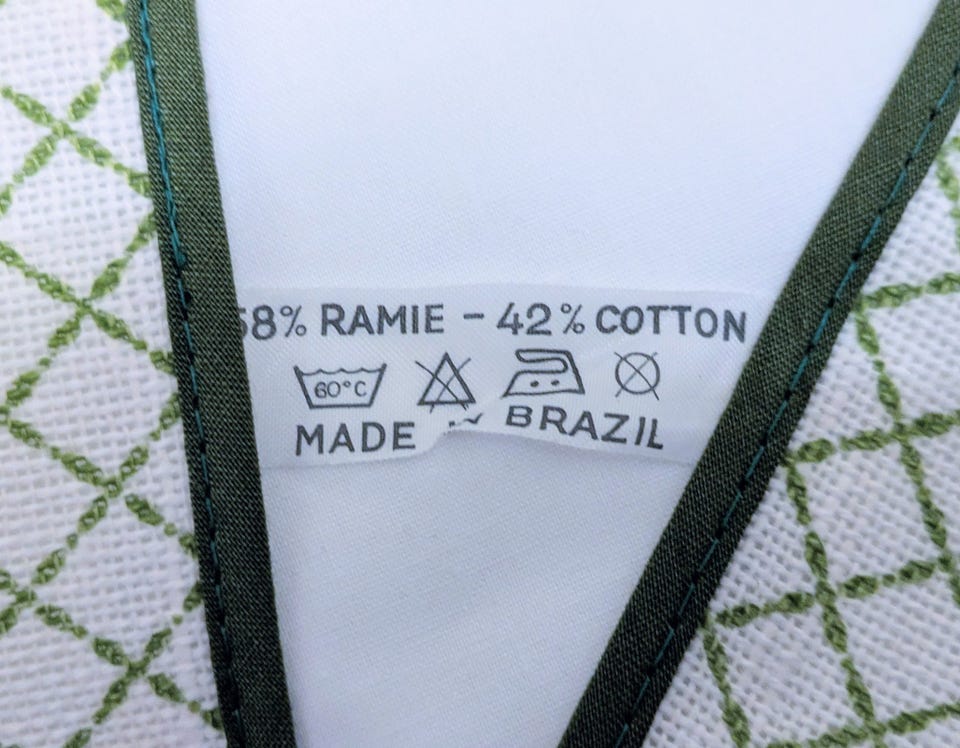 58% RAMIE - 42% COTTON
60°C
MADE BRAZIL